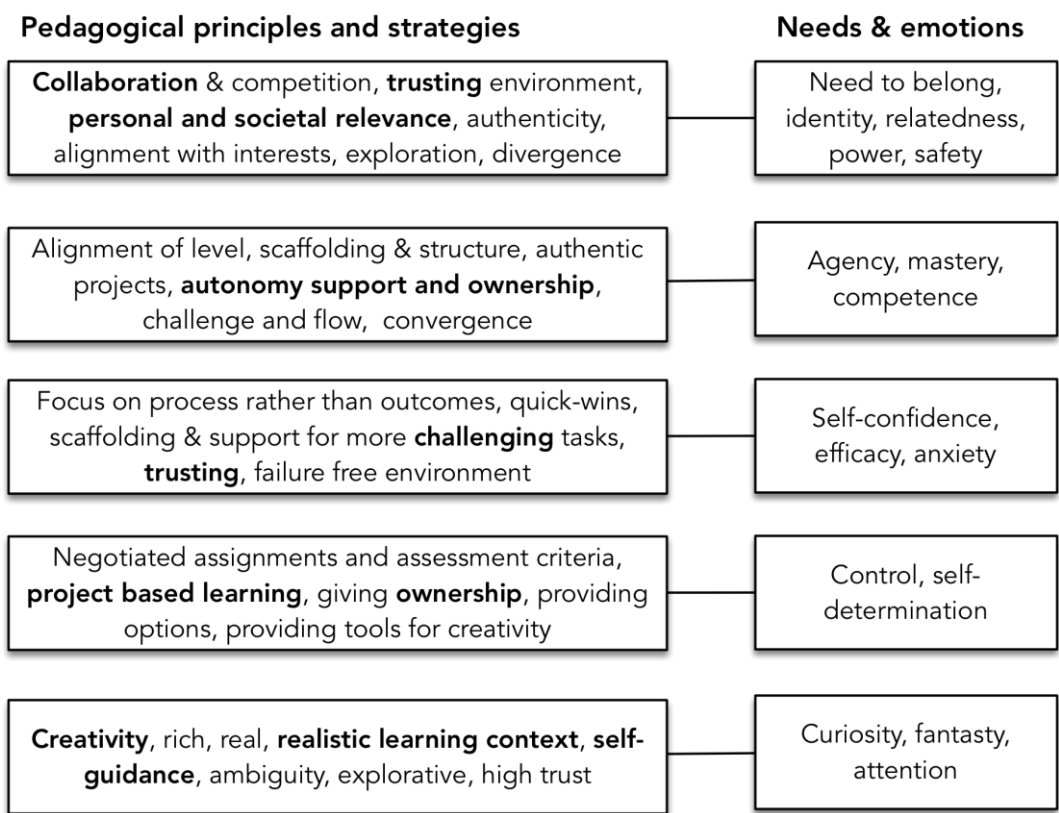 Pedagogical principles and strategies
Needs & emotions
Collaboration & competition, trusting environment,
personal and societal relevance, authenticity,
alignment with interests, exploration, divergence
Need to belong,
identity, relatedness,
power, safety
Alignment of level, scaffolding & structure, authentic
projects, autonomy support and ownership,
challenge and flow, convergence
Agency, mastery,
competence
Focus on process rather than outcomes, quick-wins,
scaffolding & support for more challenging tasks,
trusting, failure free environment
Self-confidence,
efficacy, anxiety
Negotiated assignments and assessment criteria,
project based learning, giving ownership, providing
options, providing tools for creativity
Control, self-
determination
Creativity, rich, real, realistic learning context, self-
guidance, ambiguity, explorative, high trust
Curiosity, fantasty,
attention